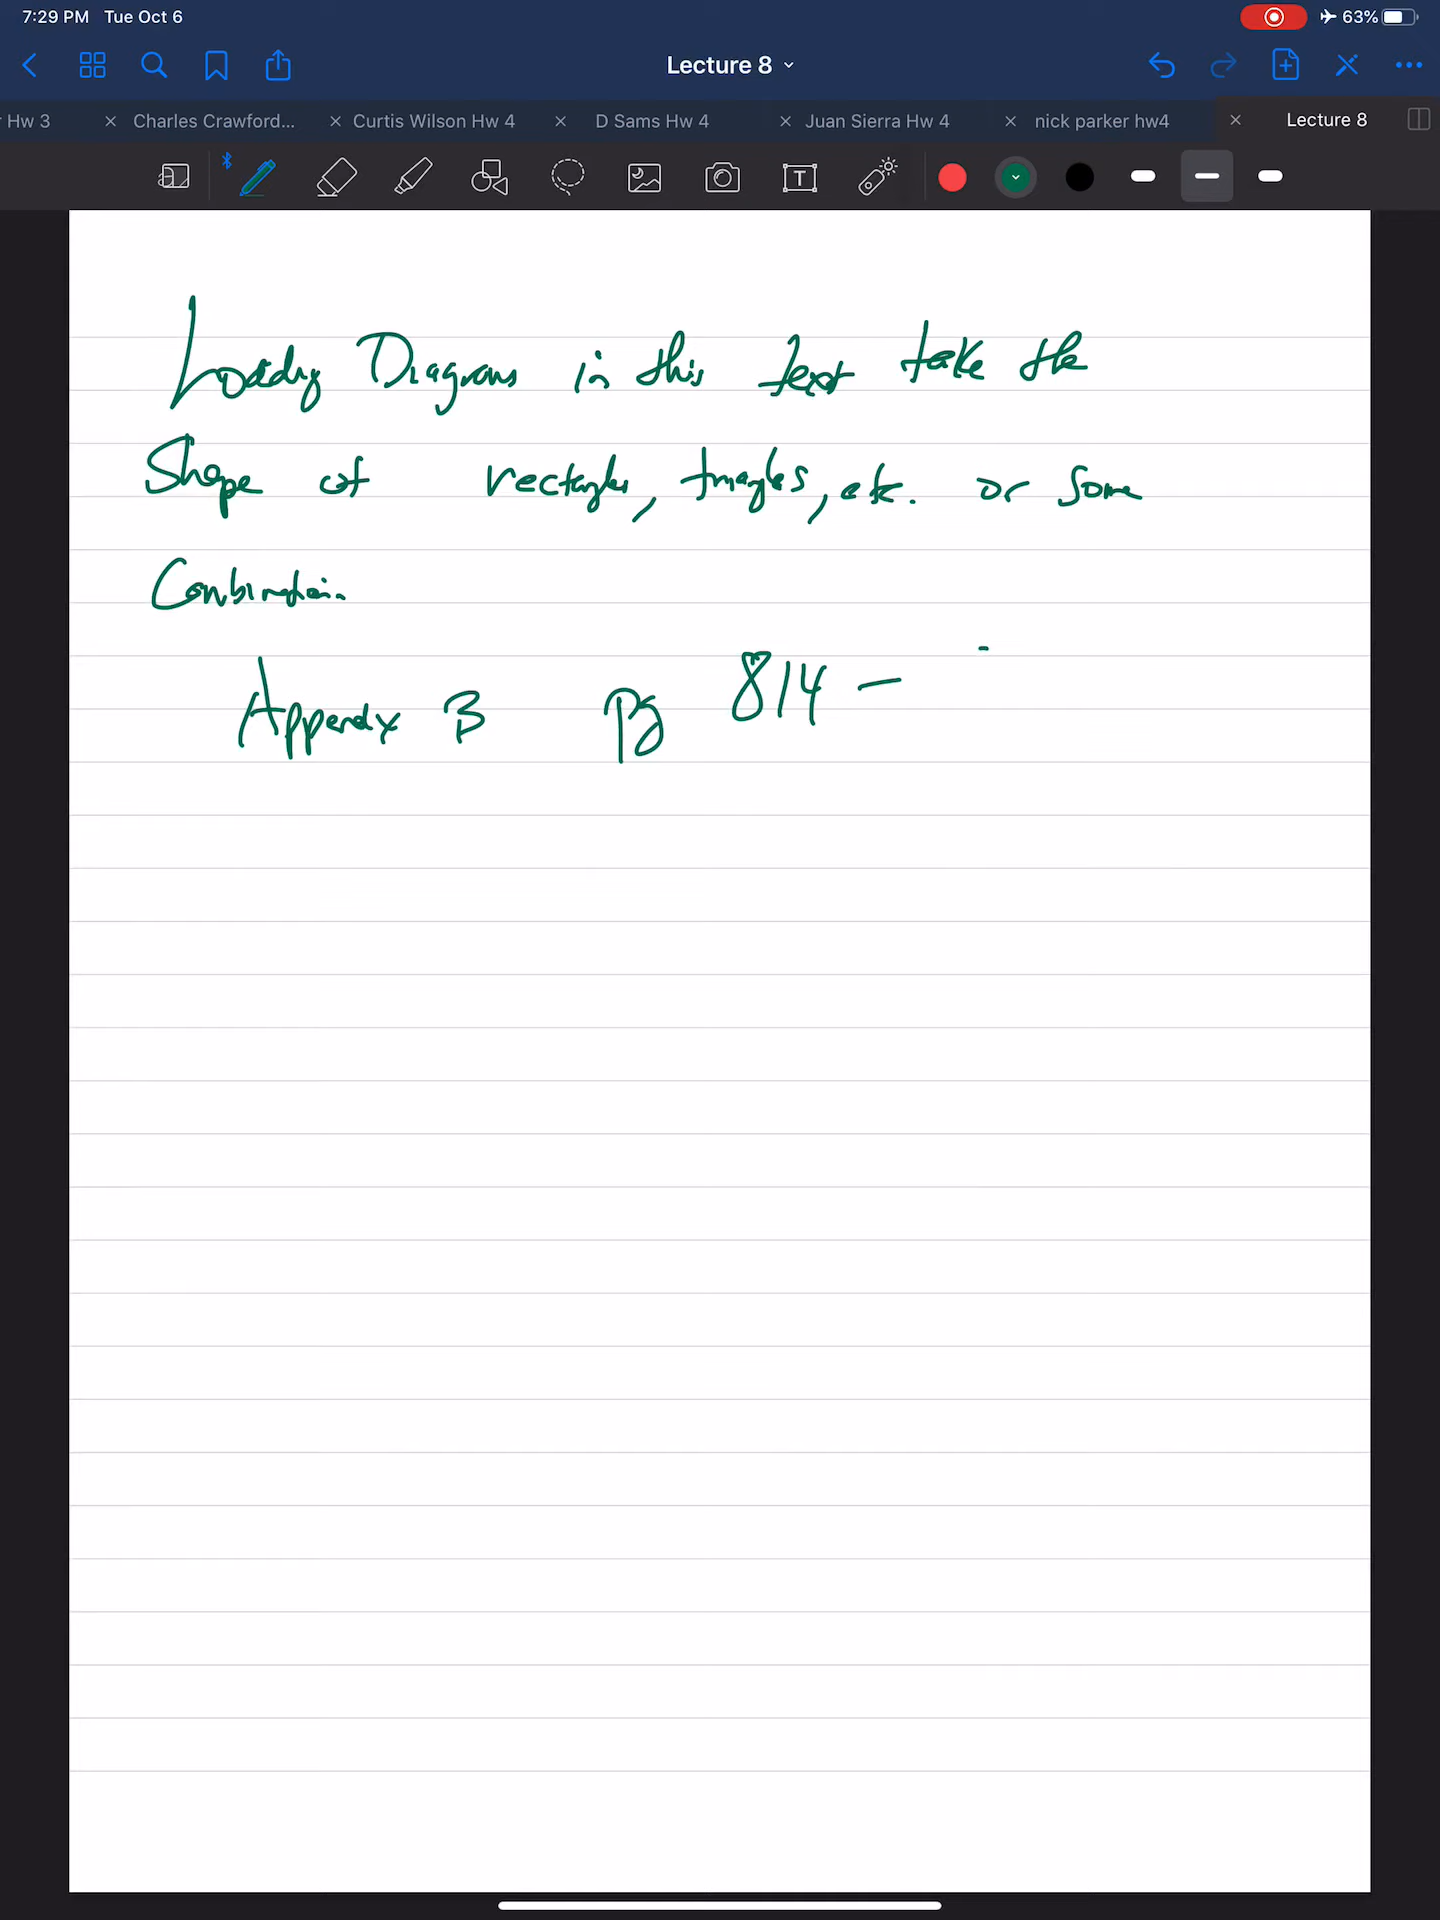 7:29 PM Tue Oct 6
63%
Lecture 8
Hw 3
Charles Crawford...
Curtis Wilson Hw 4
D Sams Hw 4
Juan Sierra Hw 4
nick parker hw4
Lecture 8
T
Loading Diagrams in this text take the
Shape of rectangles, triangles, etc. or some
Combination.
Appendix B Pg 814 –